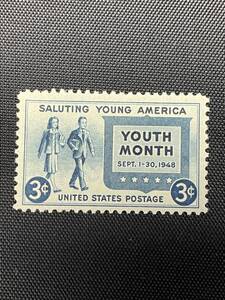 SALUTING YOUNG AMERICA
YOUTH
MONTH
SEPT. 1-30, 1948
3¢ 3¢
UNITED STATES POSTAGE